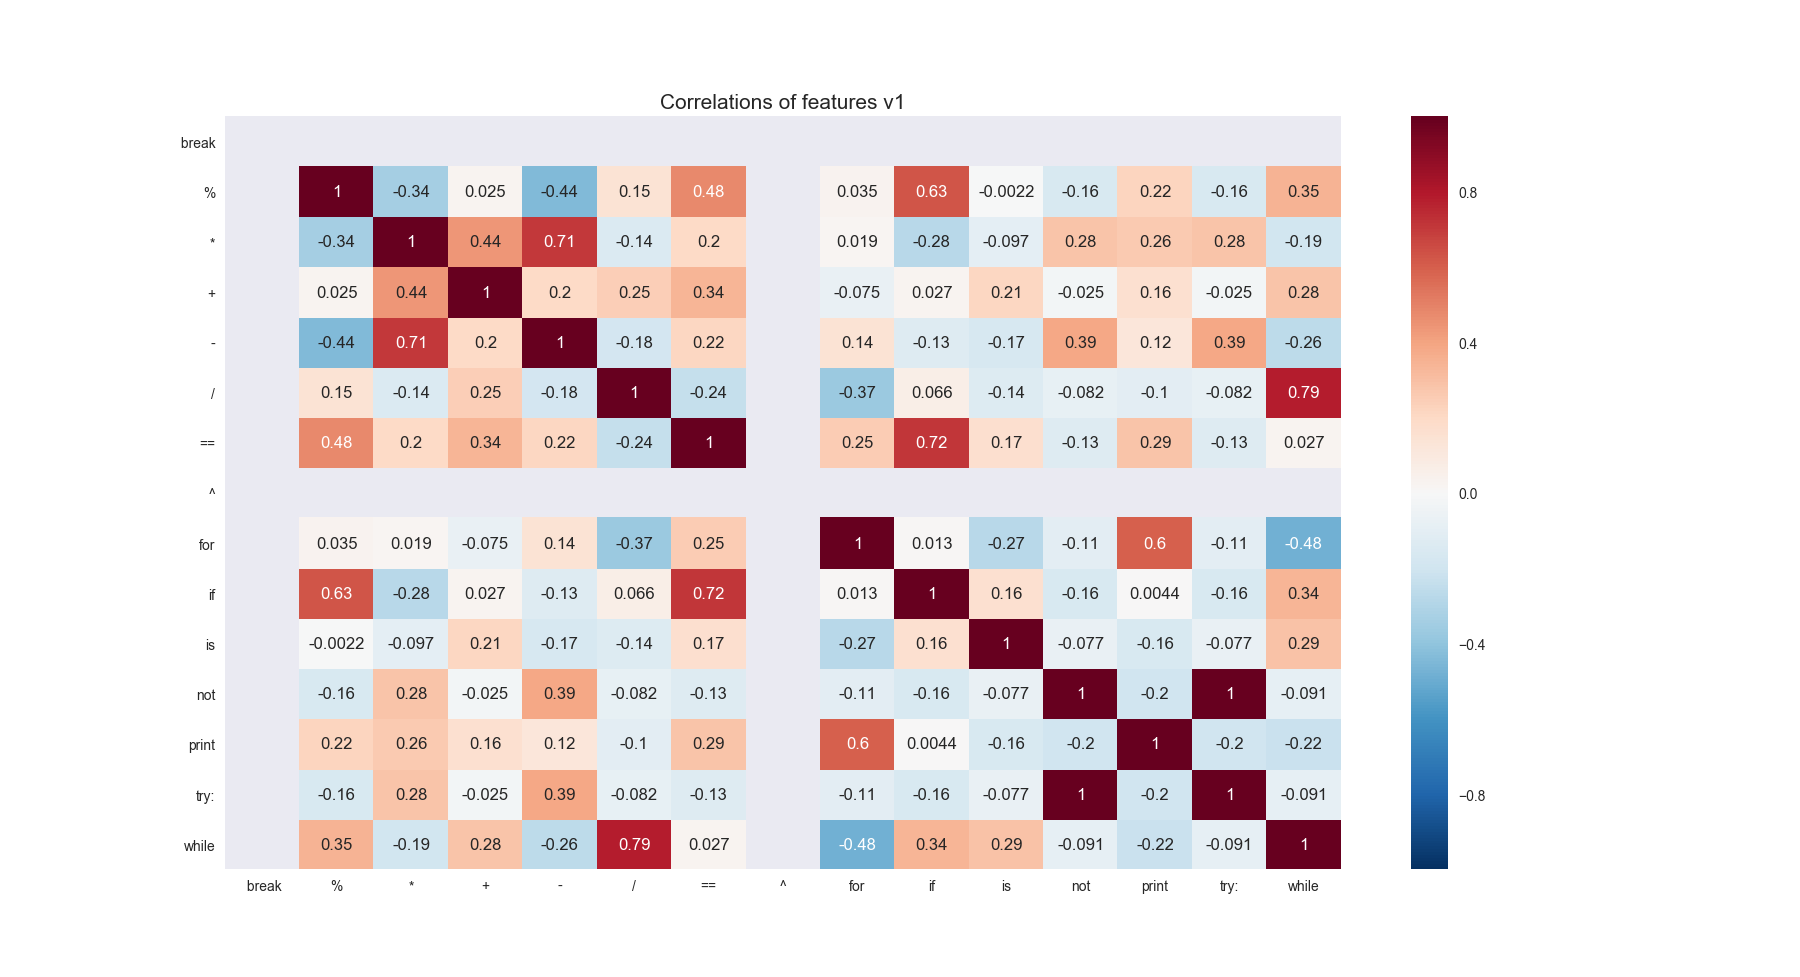 Correlations of features v1
break
% 1 -0.34 0.025 -0.44 0.15 0.48 0.035 0.63 -0.0022 -0.16 0.22 -0.16 0.35 0.8
* -0.34 1 0.44 0.71 -0.14 0.2 0.019 -0.28 -0.097 0.28 0.26 0.28 -0.19
+ 0.025 0.44 1 0.2 0.25 0.34 -0.075 0.027 0.21 -0.025 0.16 -0.025 0.28
- -0.44 0.71 0.2 1 -0.18 0.22 0.14 -0.13 -0.17 0.39 0.12 0.39 -0.26 0.4
/ 0.15 -0.14 0.25 -0.18 1 -0.24 -0.37 0.066 -0.14 -0.082 -0.1 -0.082 0.79
== 0.48 0.2 0.34 0.22 -0.24 1 0.25 0.72 0.17 -0.13 0.29 -0.13 0.027
^ 0.0
for 0.035 0.019 -0.075 0.14 -0.37 0.25 1 0.013 -0.27 -0.11 0.6 -0.11 -0.48
if 0.63 -0.28 0.027 -0.13 0.066 0.72 0.013 1 0.16 -0.16 0.0044 -0.16 0.34
is -0.0022 -0.097 0.21 -0.17 -0.14 0.17 -0.27 0.16 1 -0.077 -0.16 -0.077 0.29 −0.4
not -0.16 0.28 -0.025 0.39 -0.082 -0.13 -0.11 -0.16 -0.077 1 -0.2 1 -0.091
print 0.22 0.26 0.16 0.12 -0.1 0.29 0.6 0.0044 -0.16 -0.2 1 -0.2 -0.22
try: -0.16 0.28 -0.025 0.39 -0.082 -0.13 -0.11 -0.16 -0.077 1 -0.2 1 -0.091 −0.8
while 0.35 -0.19 0.28 -0.26 0.79 0.027 -0.48 0.34 0.29 -0.091 -0.22 -0.091 1
break % * + - / == ^ for if is not print try: while